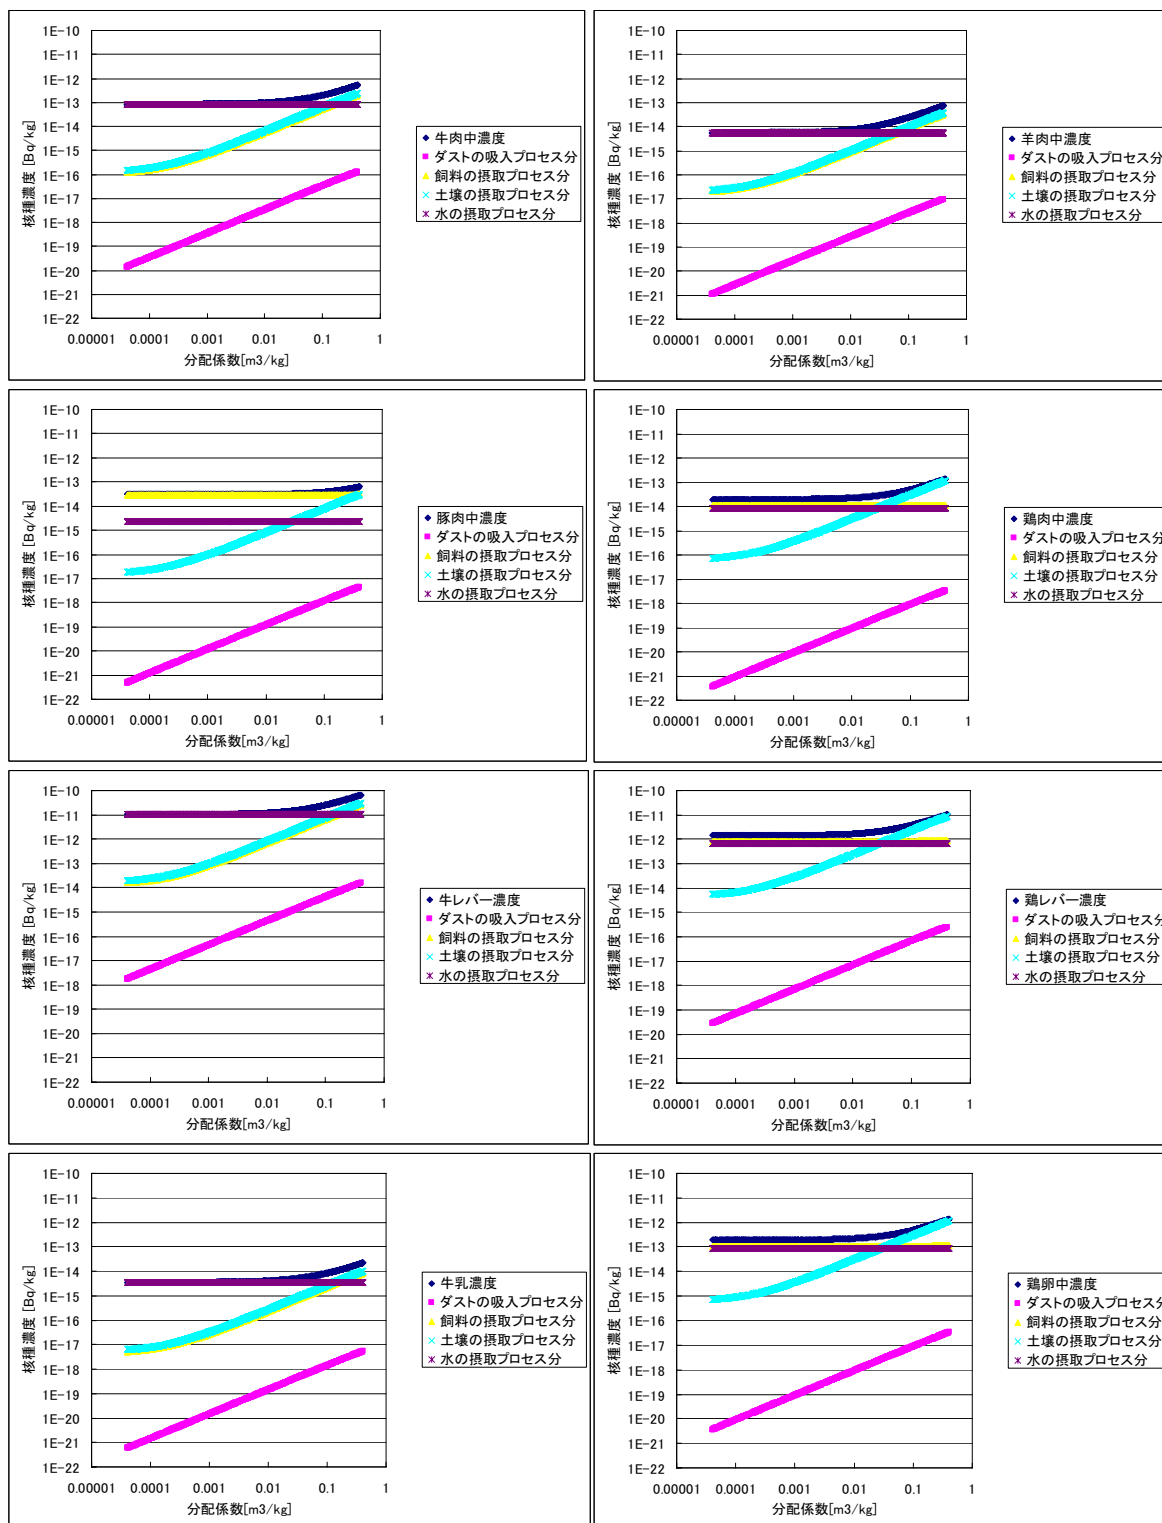 1E-10
1E-11
1E-12
1E-13
1E-14
1E-15
1E-16
1E-17
1E-18
1E-19
1E-20
1E-21
1E-22
0.00001 0.0001 0.001 0.01 0.1 1
核種濃度 [Bq/kg]
分配係数[m3/kg]
牛肉中濃度
ダストの吸入プロセス分
飼料の摂取プロセス分
土壌の摂取プロセス分
水の摂取プロセス分
1E-10
1E-11
1E-12
1E-13
1E-14
1E-15
1E-16
1E-17
1E-18
1E-19
1E-20
1E-21
1E-22
0.00001 0.0001 0.001 0.01 0.1 1
核種濃度 [Bq/kg]
分配係数[m3/kg]
羊肉中濃度
ダストの吸入プロセス分
飼料の摂取プロセス分
土壌の摂取プロセス分
水の摂取プロセス分
1E-10
1E-11
1E-12
1E-13
1E-14
1E-15
1E-16
1E-17
1E-18
1E-19
1E-20
1E-21
1E-22
0.00001 0.0001 0.001 0.01 0.1 1
核種濃度 [Bq/kg]
分配係数[m3/kg]
豚肉中濃度
ダストの吸入プロセス分
飼料の摂取プロセス分
土壌の摂取プロセス分
水の摂取プロセス分
1E-10
1E-11
1E-12
1E-13
1E-14
1E-15
1E-16
1E-17
1E-18
1E-19
1E-20
1E-21
1E-22
0.00001 0.0001 0.001 0.01 0.1 1
核種濃度 [Bq/kg]
分配係数[m3/kg]
鶏肉中濃度
ダストの吸入プロセス分
飼料の摂取プロセス分
土壌の摂取プロセス分
水の摂取プロセス分
1E-10
1E-11
1E-12
1E-13
1E-14
1E-15
1E-16
1E-17
1E-18
1E-19
1E-20
1E-21
1E-22
0.00001 0.0001 0.001 0.01 0.1 1
核種濃度 [Bq/kg]
分配係数[m3/kg]
牛レバー濃度
ダストの吸入プロセス分
飼料の摂取プロセス分
土壌の摂取プロセス分
水の摂取プロセス分
1E-10
1E-11
1E-12
1E-13
1E-14
1E-15
1E-16
1E-17
1E-18
1E-19
1E-20
1E-21
1E-22
0.00001 0.0001 0.001 0.01 0.1 1
核種濃度 [Bq/kg]
分配係数[m3/kg]
鶏レバー濃度
ダストの吸入プロセス分
飼料の摂取プロセス分
土壌の摂取プロセス分
水の摂取プロセス分
1E-10
1E-11
1E-12
1E-13
1E-14
1E-15
1E-16
1E-17
1E-18
1E-19
1E-20
1E-21
1E-22
0.00001 0.0001 0.001 0.01 0.1 1
核種濃度 [Bq/kg]
分配係数[m3/kg]
牛乳濃度
ダストの吸入プロセス分
飼料の摂取プロセス分
土壌の摂取プロセス分
水の摂取プロセス分
1E-10
1E-11
1E-12
1E-13
1E-14
1E-15
1E-16
1E-17
1E-18
1E-19
1E-20
1E-21
1E-22
0.00001 0.0001 0.001 0.01 0.1 1
核種濃度 [Bq/kg]
分配係数[m3/kg]
鶏卵中濃度
ダストの吸入プロセス分
飼料の摂取プロセス分
土壌の摂取プロセス分
水の摂取プロセス分